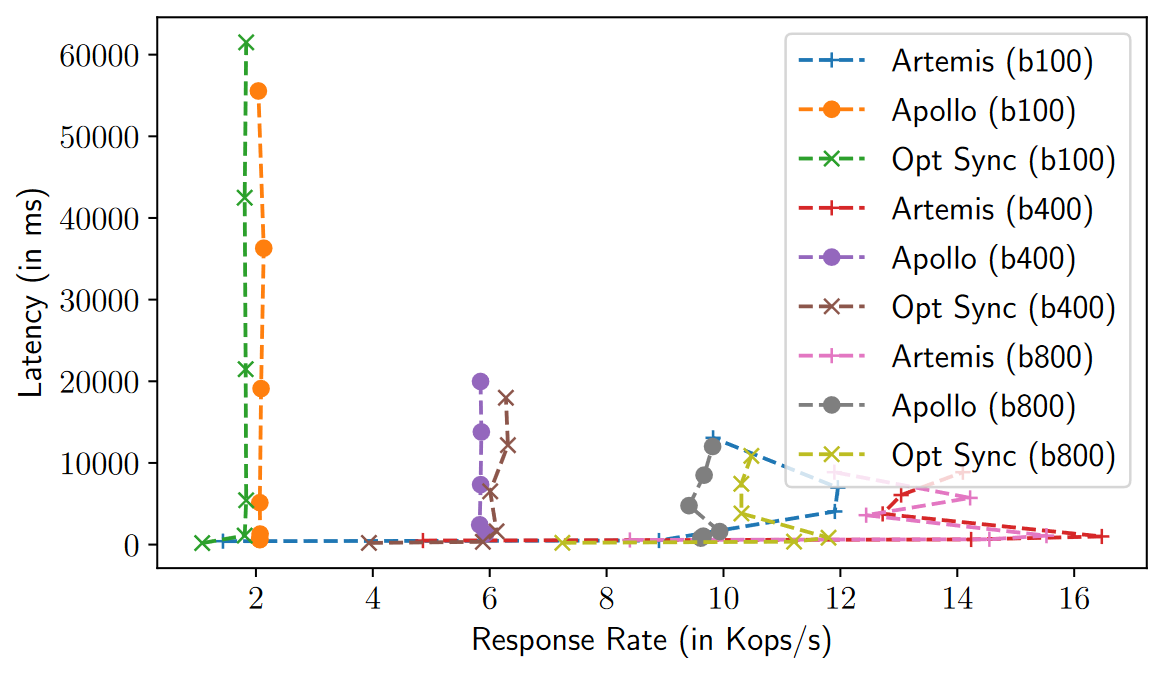 60000
50000
40000
30000
20000
10000
0
Latency (in ms)
2 4 6 8 10 12 14 16
Response Rate (in Kops/s)
Artemis (b100)
Apollo (b100)
Opt Sync (b100)
Artemis (b400)
Apollo (b400)
Opt Sync (b400)
Artemis (b800)
Apollo (b800)
Opt Sync (b800)